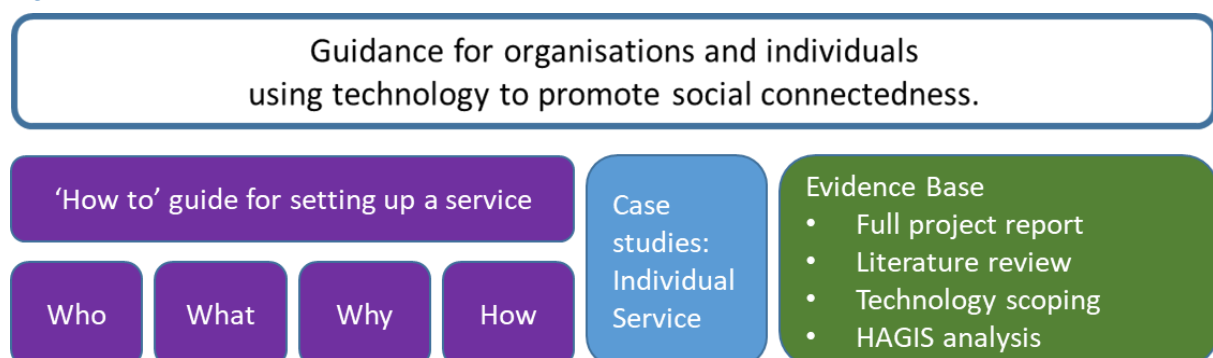 Guidance for organisations and individuals
using technology to promote social connectedness.
‘How to’ guide for setting up a service
Who
What
Why
How
Case
studies:
Individual
Service
Evidence Base
• Full project report
• Literature review
• Technology scoping
• HAGIS analysis